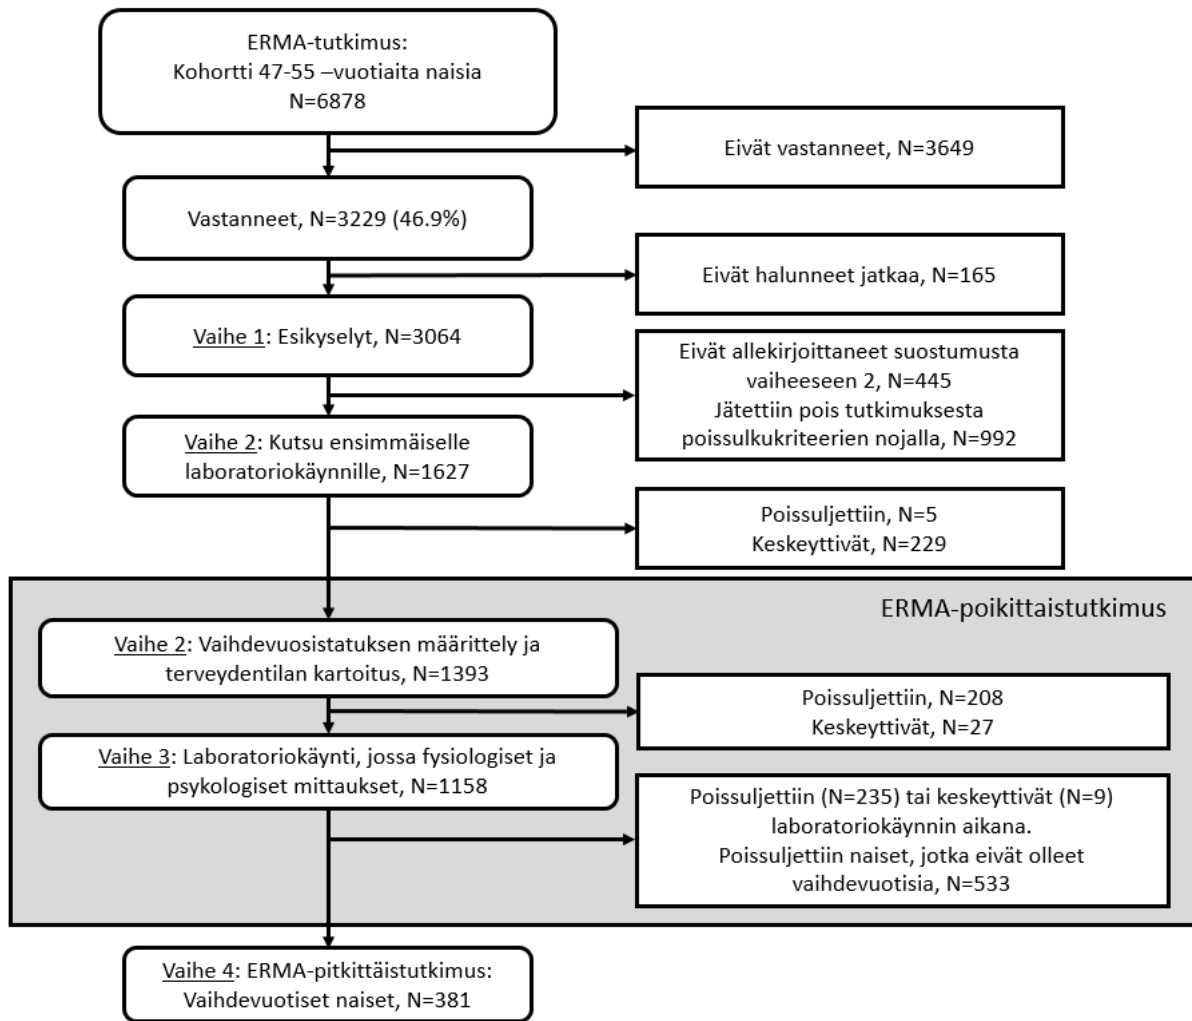 ERMA-tutkimus:
Kohortti 47-55 –vuotiaita naisia
N=6878
Eivät vastanneet, N=3649
Vastanneet, N=3229 (46.9%)
Eivät halunneet jatkaa, N=165
Vaihe 1: Esikyselyt, N=3064
Eivät allekirjoittaneet suostumusta
vaiheeseen 2, N=445
Jätettiin pois tutkimuksesta
poissulkukriteerien nojalla, N=992
Vaihe 2: Kutsu ensimmäiselle
laboratoriokäynnille, N=1627
Poissuljettiin, N=5
Keskeyttivät, N=229
ERMA-poikittaistutkimus
Vaihe 2: Vaihdevuosistatuksen määrittely ja
terveydentilan kartoitus, N=1393
Poissuljettiin, N=208
Keskeyttivät, N=27
Vaihe 3: Laboratoriokäynti, jossa fysiologiset ja
psykologiset mittaukset, N=1158
Poissuljettiin (N=235) tai keskeyttivät (N=9)
laboratoriokäynnin aikana.
Poissuljettiin naiset, jotka eivät olleet
vaihdevuotisia, N=533
Vaihe 4: ERMA-pitkittäistutkimus:
Vaihdevuotiset naiset, N=381